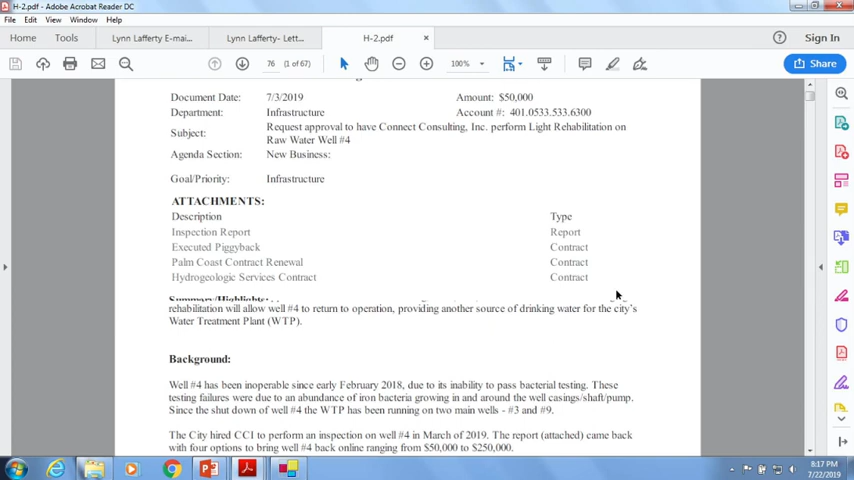 H-2.pdf - Adobe Acrobat Reader DC
File Edit View Window Help
Home Tools Lynn Lafferty E-mai... Lynn Lafferty- Lett... H-2.pdf × Sign In
76 (1 of 67) 100% Share
Document Date: 7/3/2019 Amount: $50,000
Department: Infrastructure Account #: 401.0533.533.6300
Subject: Request approval to have Connect Consulting, Inc. perform Light Rehabilitation on
Raw Water Well #4
Agenda Section: New Business:
Goal/Priority: Infrastructure
ATTACHMENTS:
Description Type
Inspection Report Report
Executed Piggyback Contract
Palm Coast Contract Renewal Contract
Hydrogeologic Services Contract Contract
Summary/Highlights:
rehabilitation will allow well #4 to return to operation, providing another source of drinking water for the city's
Water Treatment Plant (WTP).
Background:
Well #4 has been inoperable since early February 2018, due to its inability to pass bacterial testing. These
testing failures were due to an abundance of iron bacteria growing in and around the well casings/shaft/pump.
Since the shut down of well #4 the WTP has been running on two main wells - #3 and #9.
The City hired CCI to perform an inspection on well #4 in March of 2019. The report (attached) came back
with four options to bring well #4 back online ranging from $50,000 to $250,000.
8:17 PM
7/22/2019